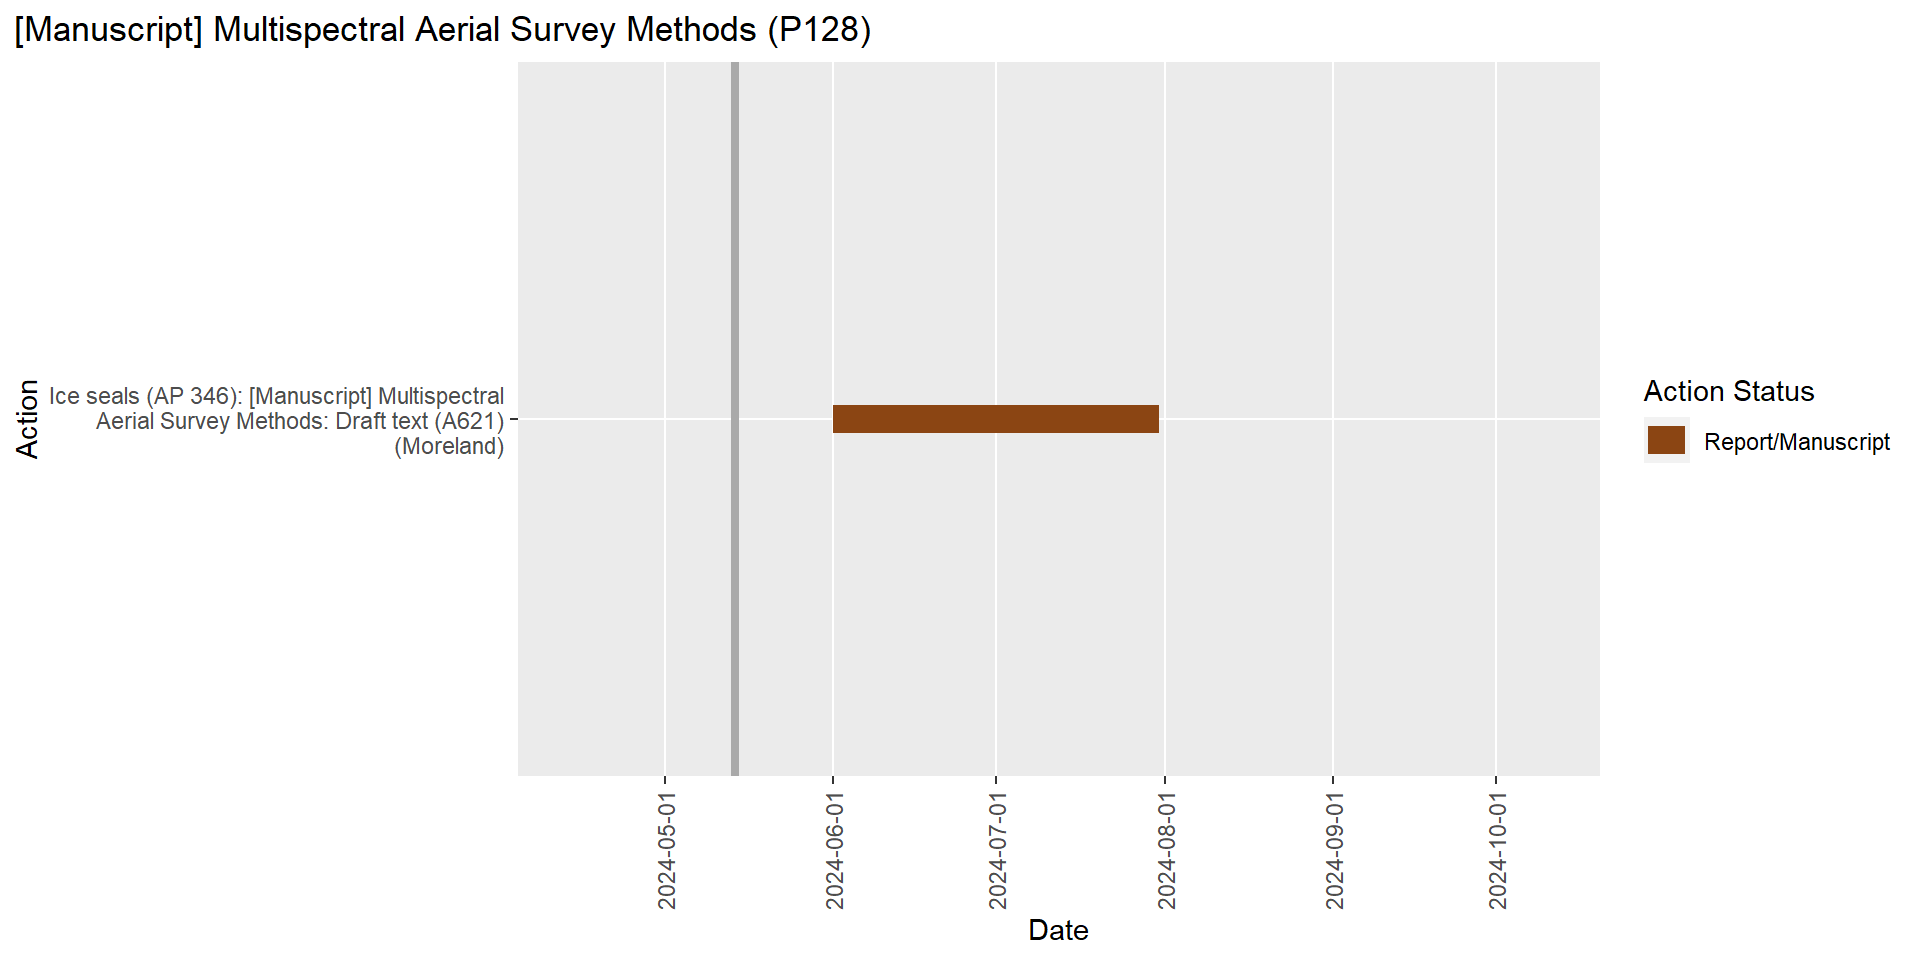 [Manuscript] Multispectral Aerial Survey Methods (P128)
Action
Ice seals (AP 346): [Manuscript] Multispectral
Aerial Survey Methods: Draft text (A621)
(Moreland)
Action Status
Report/Manuscript
2024-05-01
2024-06-01
2024-07-01
2024-08-01
2024-09-01
2024-10-01
Date